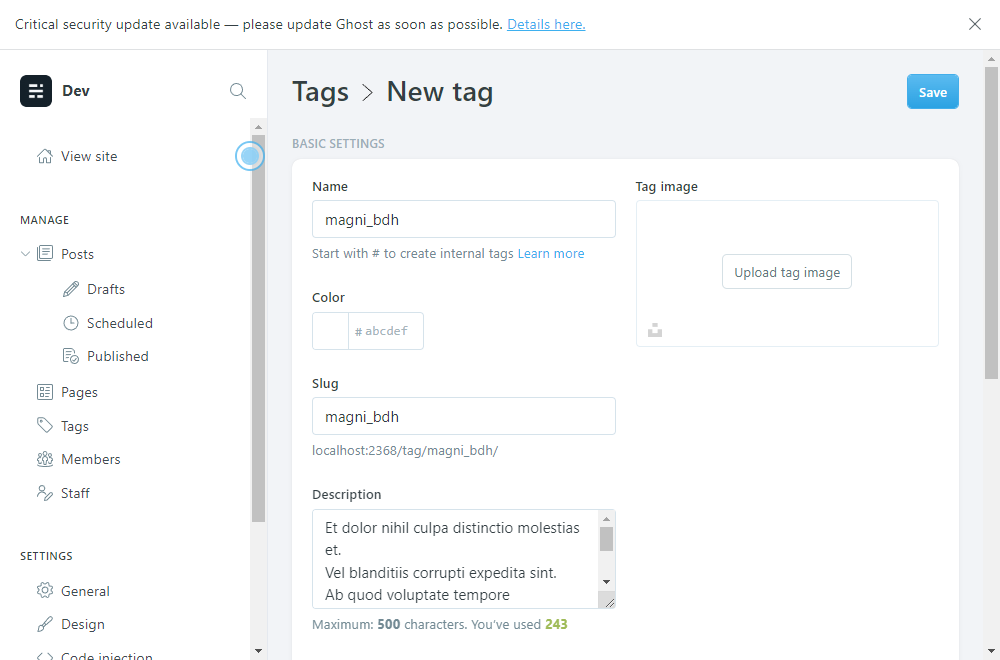 Critical security update available — please update Ghost as soon as possible. Details here.
Dev
View site
MANAGE
Posts
Drafts
Scheduled
Published
Pages
Tags
Members
Staff
SETTINGS
General
Design
Code injection
Tags > New tag
Save
BASIC SETTINGS
Name
magni_bdh
Start with # to create internal tags Learn more
Color
# abcdef
Slug
magni_bdh
localhost:2368/tag/magni_bdh/
Description
Et dolor nihil culpa distinctio molestias
et.
Vel blanditiis corrupti expedita sint.
Ab quod voluptate tempore
Maximum: 500 characters. You've used 243
Tag image
Upload tag image